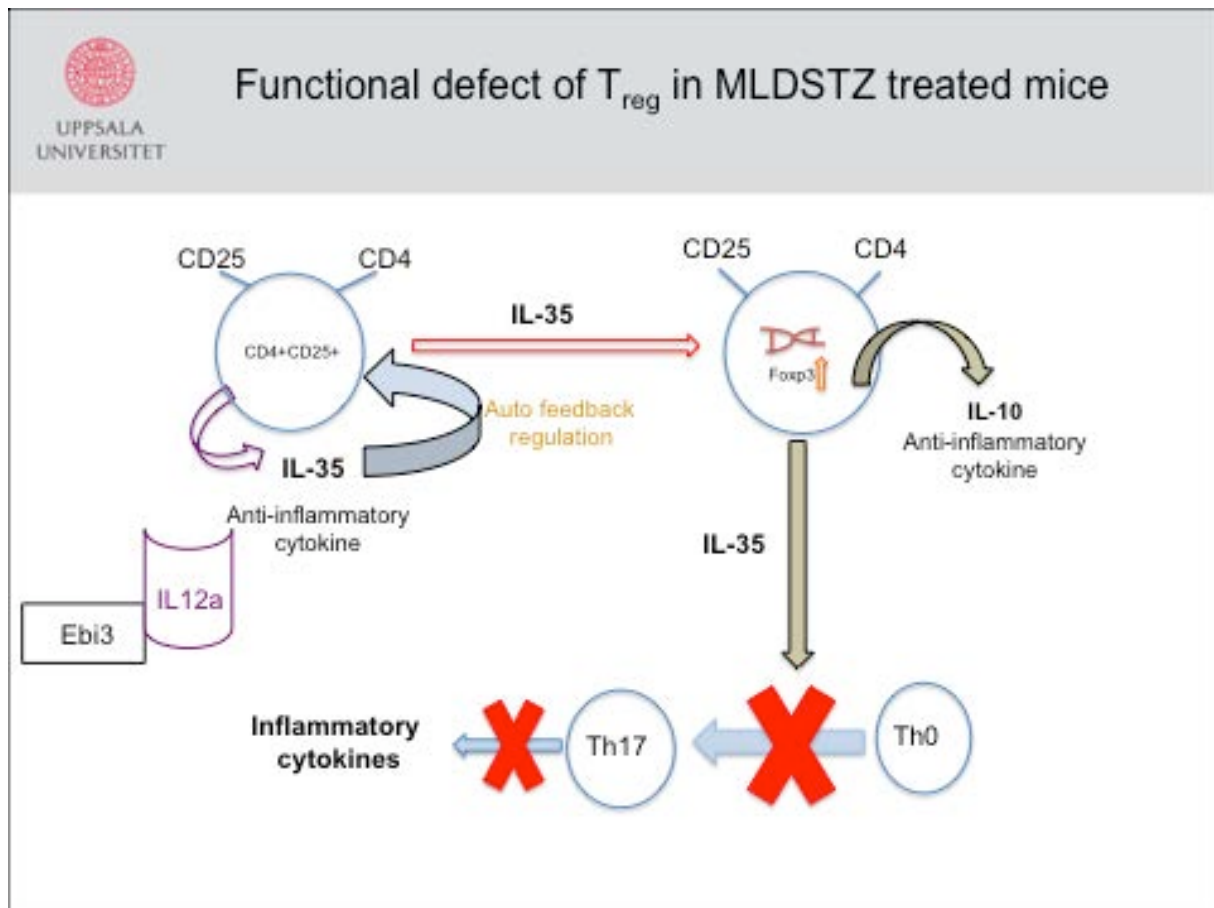 UPPSALA
UNIVERSITET
Functional defect of Treg in MLDSTZ treated mice
CD25
CD4
CD4+CD25+
IL-35
Auto feedback
regulation
IL-35
Anti-inflammatory
cytokine
IL12a
Ebi3
CD25
CD4
Foxp3
IL-10
Anti-inflammatory
cytokine
IL-35
Inflammatory
cytokines
Th17
Th0